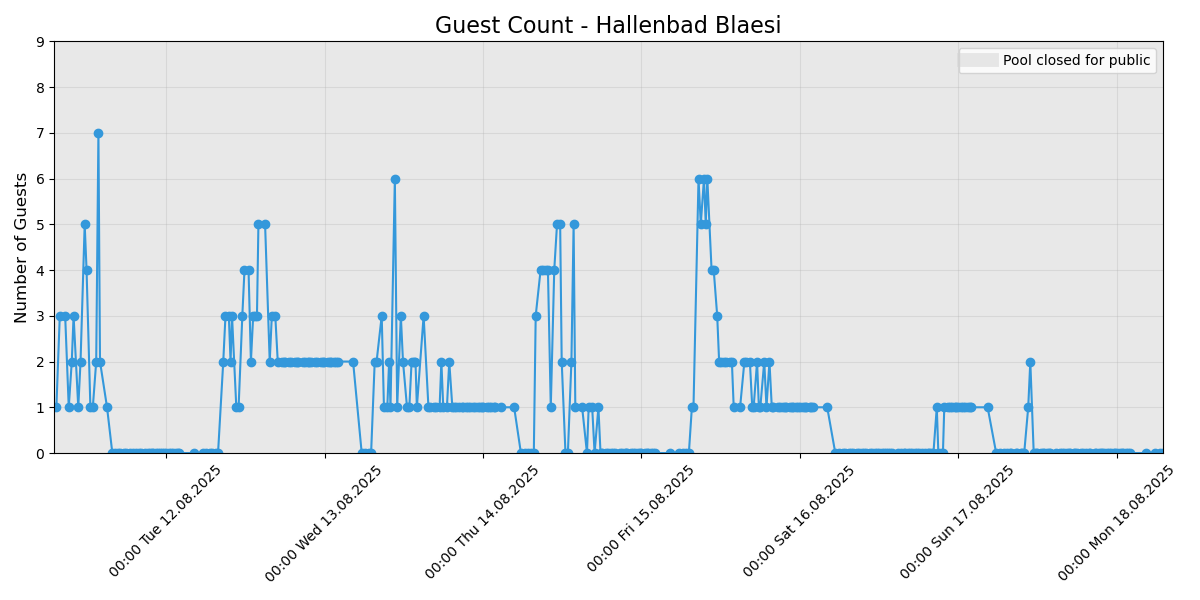 Guest Count - Hallenbad Blaesi
Pool closed for public
Number of Guests
9
8
7
6
5
4
3
2
1
0
00:00 Tue 12.08.2025
00:00 Wed 13.08.2025
00:00 Thu 14.08.2025
00:00 Fri 15.08.2025
00:00 Sat 16.08.2025
00:00 Sun 17.08.2025
00:00 Mon 18.08.2025